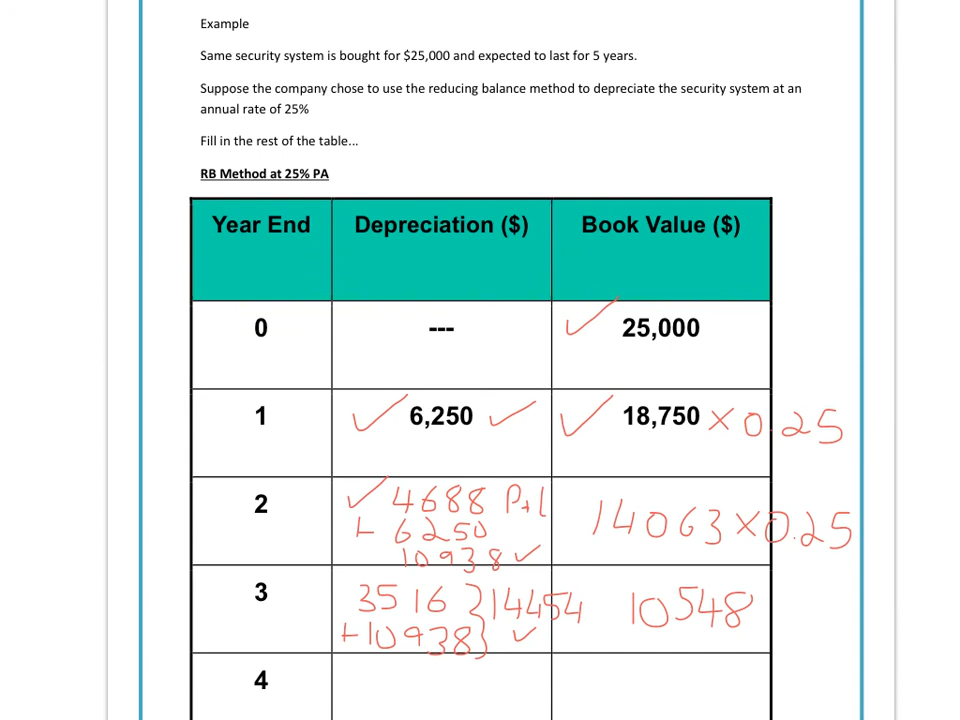 Example
Same security system is bought for $25,000 and expected to last for 5 years.
Suppose the company chose to use the reducing balance method to depreciate the security system at an
annual rate of 25%
Fill in the rest of the table...
RB Method at 25% PA
Year End Depreciation ($) Book Value ($)
0 --- ✓ 25,000
1 ✓ 6,250 ✓ ✓ 18,750 × 0.25
2 ✓ 4688 P+l 14063 × 0.25
+ 6250
10938 ✓
3 3516 } 14454 10548
+10938 } ✓
4